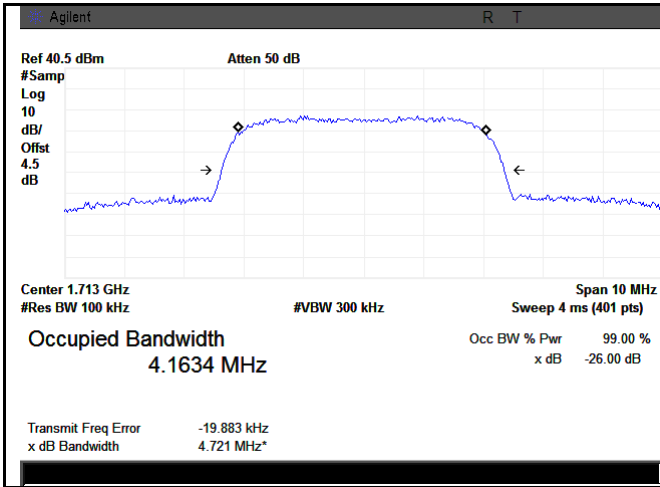 Agilent R T
Ref 40.5 dBm Atten 50 dB
#Samp
Log
10
dB/
Offst
4.5
dB
Center 1.713 GHz Span 10 MHz
#Res BW 100 kHz #VBW 300 kHz Sweep 4 ms (401 pts)
Occupied Bandwidth Occ BW % Pwr 99.00 %
4.1634 MHz x dB -26.00 dB
Transmit Freq Error -19.883 kHz
x dB Bandwidth 4.721 MHz*